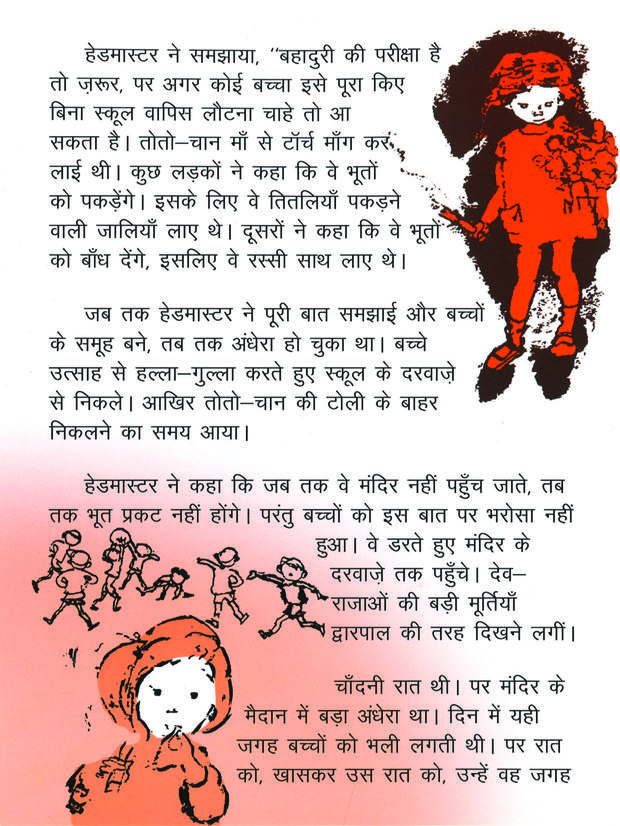 हेडमास्टर ने समझाया, “बहादुरी की परीक्षा है
तो ज़रूर, पर अगर कोई बच्चा इसे पूरा किए
बिना स्कूल वापिस लौटना चाहे तो आ
सकता है। तोतो–चान माँ से टॉर्च माँग कर
लाई थी। कुछ लड़कों ने कहा कि वे भूतों
को पकड़ेंगे। इसके लिए वे तितलियाँ पकड़ने
वाली जालियाँ लाए थे। दूसरों ने कहा कि वे भूतों
को बाँध देंगे, इसलिए वे रस्सी साथ लाए थे।
जब तक हेडमास्टर ने पूरी बात समझाई और बच्चों
के समूह बने, तब तक अंधेरा हो चुका था। बच्चे
उत्साह से हल्ला–गुल्ला करते हुए स्कूल के दरवाज़े
से निकले। आखिर तोतो–चान की टोली के बाहर
निकलने का समय आया।
हेडमास्टर ने कहा कि जब तक वे मंदिर नहीं पहुँच जाते, तब
तक भूत प्रकट नहीं होंगे। परंतु बच्चों को इस बात पर भरोसा नहीं
हुआ। वे डरते हुए मंदिर के
दरवाज़े तक पहुँचे। देव–
राजाओं की बड़ी मूर्तियाँ
द्वारपाल की तरह दिखने लगीं।
चाँदनी रात थी। पर मंदिर के
मैदान में बड़ा अंधेरा था। दिन में यही
जगह बच्चों को भली लगती थी। पर रात
को, खासकर उस रात को, उन्हें वह जगह